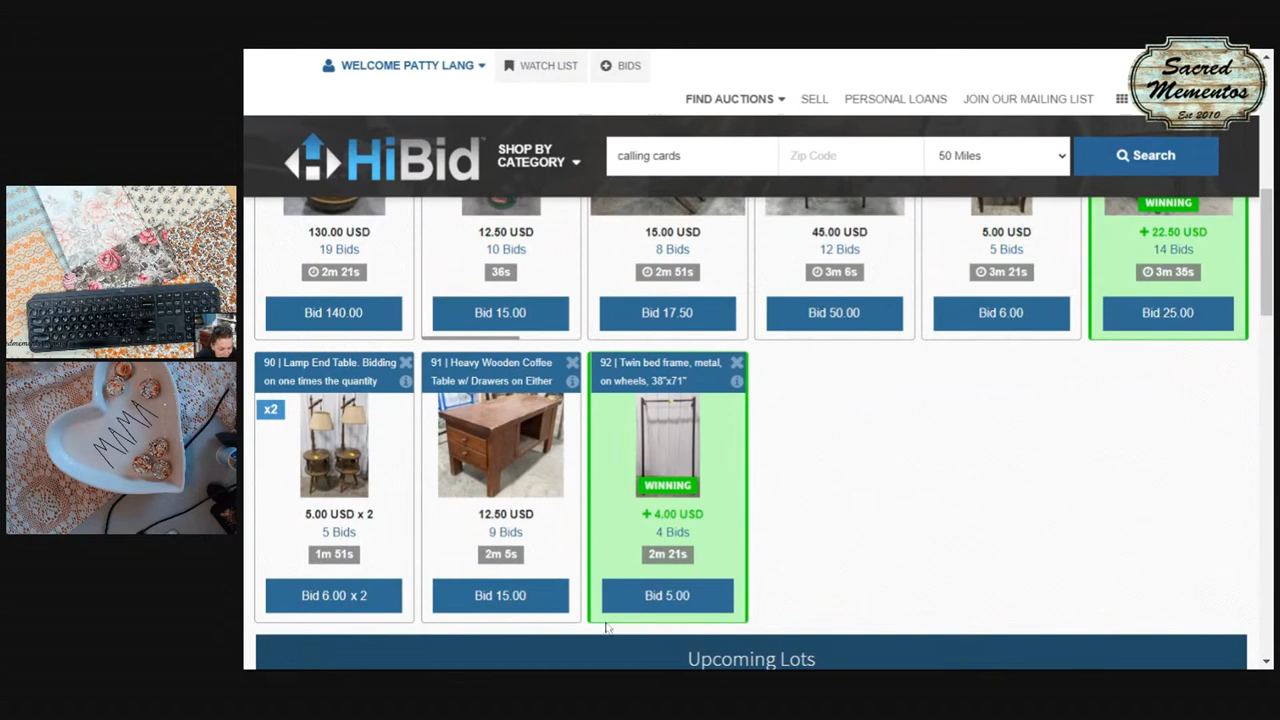 WELCOME PATTY LANG
WATCH LIST
BIDS
Sacred
Mementos
Est 2010
FIND AUCTIONS
SELL
PERSONAL LOANS
JOIN OUR MAILING LIST
HiBid
SHOP BY
CATEGORY
calling cards
Zip Code
50 Miles
Search
WINNING
130.00 USD
12.50 USD
15.00 USD
45.00 USD
5.00 USD
+ 22.50 USD
19 Bids
10 Bids
8 Bids
12 Bids
5 Bids
14 Bids
2m 21s
36s
2m 51s
3m 6s
3m 21s
3m 35s
Bid 140.00
Bid 15.00
Bid 17.50
Bid 50.00
Bid 6.00
Bid 25.00
90 | Lamp End Table. Bidding
on one times the quantity
91 | Heavy Wooden Coffee
Table w/ Drawers on Either
92 | Twin bed frame, metal,
on wheels, 38"x71"
x2
WINNING
5.00 USD x 2
12.50 USD
+ 4.00 USD
5 Bids
9 Bids
4 Bids
1m 51s
2m 5s
2m 21s
Bid 6.00 x 2
Bid 15.00
Bid 5.00
Upcoming Lots
MAMA